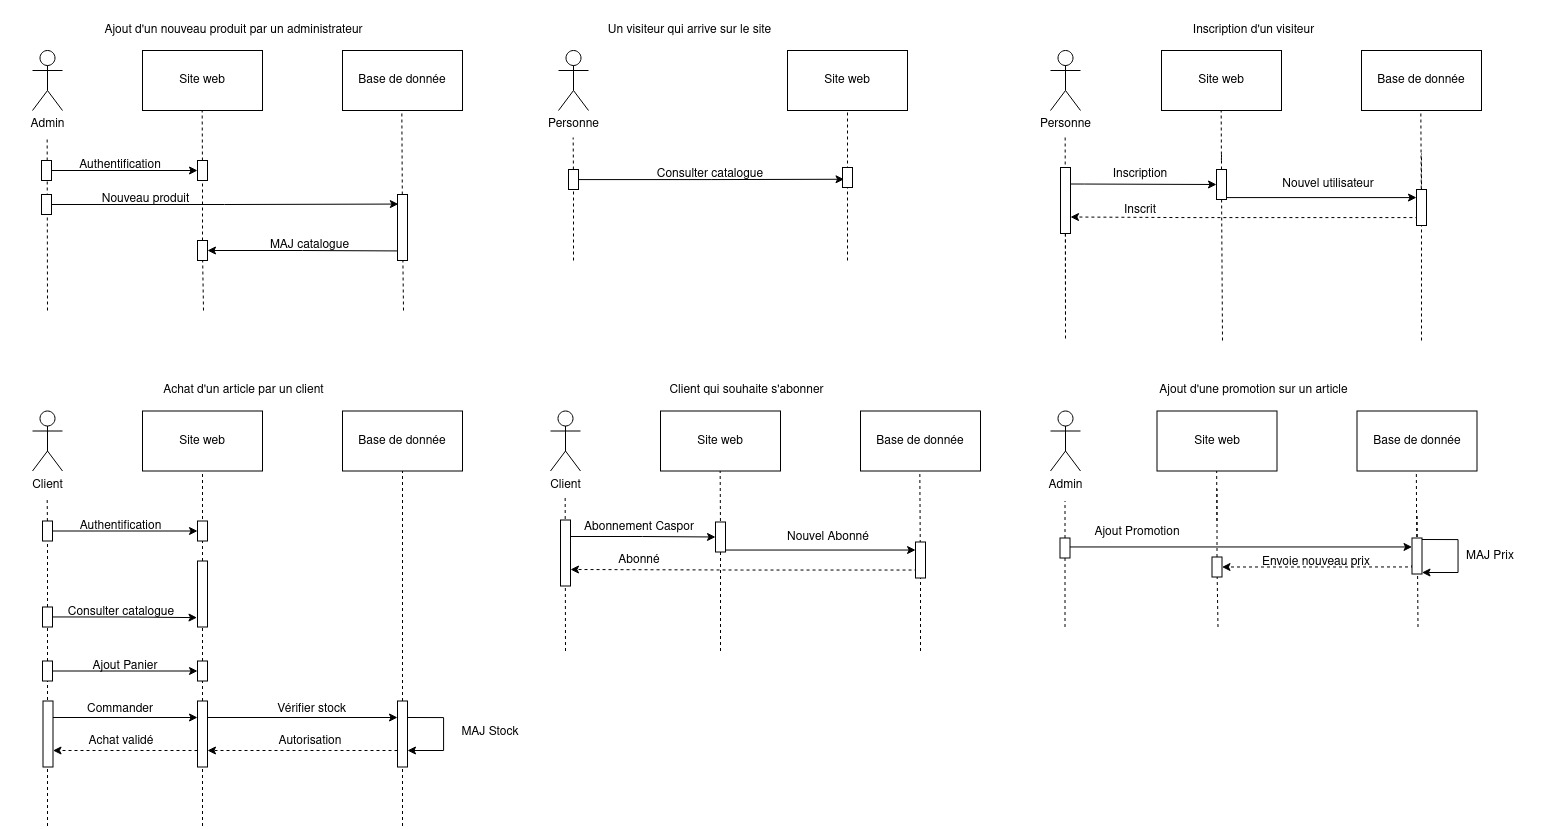 Ajout d'un nouveau produit par un administrateur
Admin
Site web
Base de donnée
Authentification
Nouveau produit
MAJ catalogue
Un visiteur qui arrive sur le site
Personne
Site web
Consulter catalogue
Inscription d'un visiteur
Personne
Site web
Base de donnée
Inscription
Nouvel utilisateur
Inscrit
Achat d'un article par un client
Client
Site web
Base de donnée
Authentification
Consulter catalogue
Ajout Panier
Commander
Vérifier stock
MAJ Stock
Achat validé
Autorisation
Client qui souhaite s'abonner
Client
Site web
Base de donnée
Abonnement Caspor
Nouvel Abonné
Abonné
Ajout d'une promotion sur un article
Admin
Site web
Base de donnée
Ajout Promotion
MAJ Prix
Envoie nouveau prix